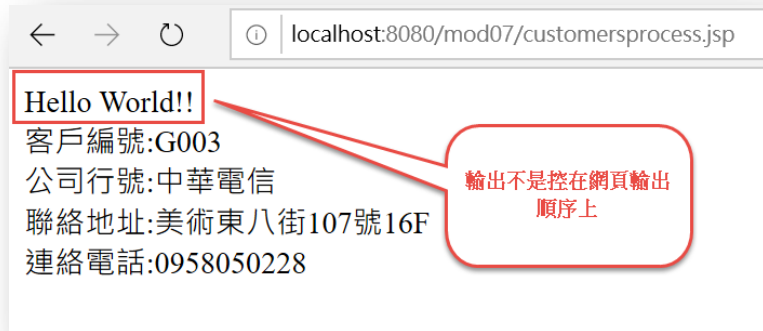 localhost:8080/mod07/customersprocess.jsp
Hello World!!
客戶編號:G003
公司行號:中華電信
聯絡地址:美術東八街107號16F
連絡電話:0958050228
輸出不是控在網頁輸出
順序上